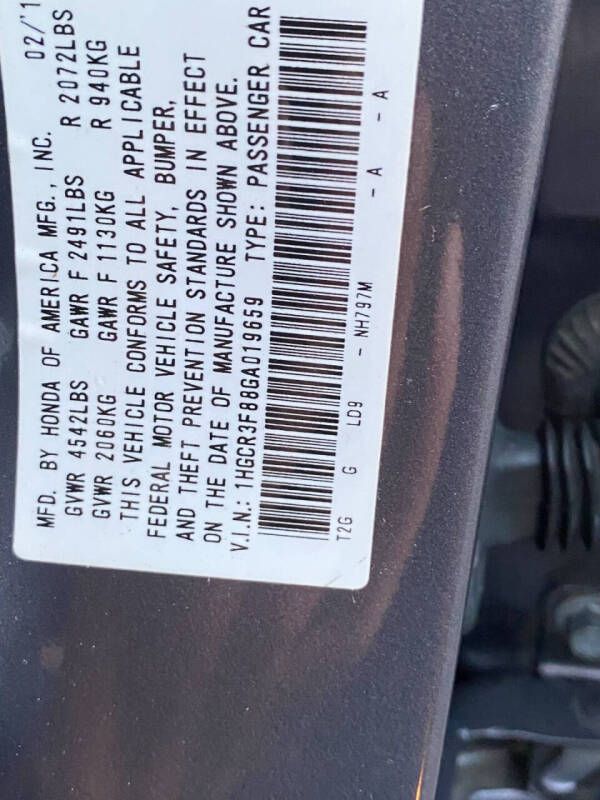 MFD. BY HONDA OF AMERICA MFG., INC. 02/'1
GVWR 4542LBS GAWR F 2491LBS R 2072LBS
GVWR 2060KG GAWR F 1130KG R 940KG
THIS VEHICLE CONFORMS TO ALL APPLICABLE
FEDERAL MOTOR VEHICLE SAFETY, BUMPER,
AND THEFT PREVENTION STANDARDS IN EFFECT
ON THE DATE OF MANUFACTURE SHOWN ABOVE.
V.I.N.: 1HGCR3F88GA019659 TYPE: PASSENGER CAR
T2G G LD9 - NH797M - A - A